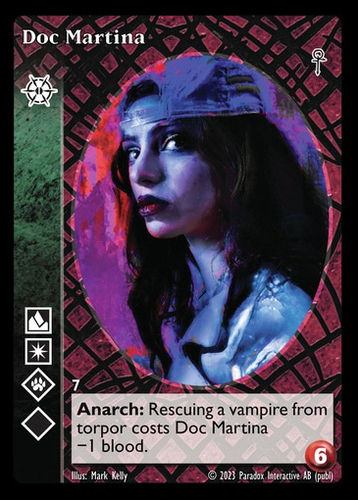 Doc Martina
7
Anarch: Rescuing a vampire from
torpor costs Doc Martina
−1 blood.
6
Illus: Mark Kelly © 2023 Paradox Interactive AB (publ)